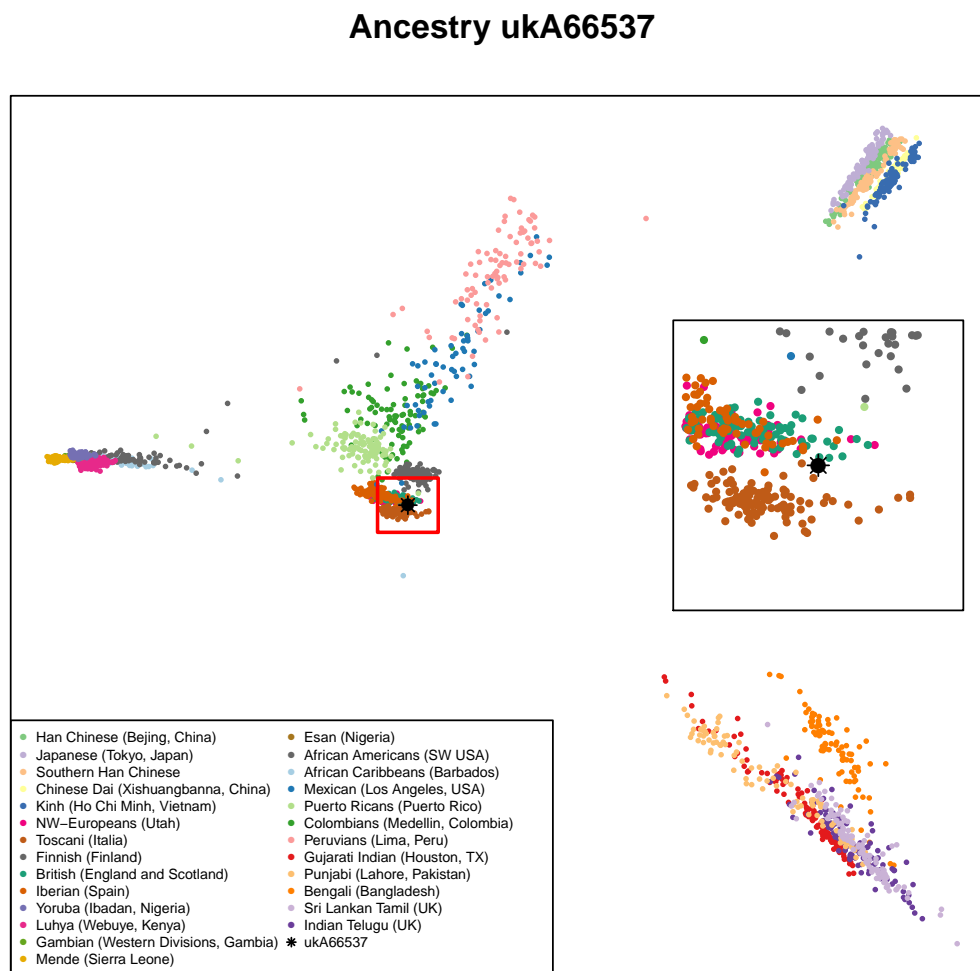 Ancestry ukA66537
Han Chinese (Bejing, China)
Japanese (Tokyo, Japan)
Southern Han Chinese
Chinese Dai (Xishuangbanna, China)
Kinh (Ho Chi Minh, Vietnam)
NW−Europeans (Utah)
Toscani (Italia)
Finnish (Finland)
British (England and Scotland)
Iberian (Spain)
Yoruba (Ibadan, Nigeria)
Luhya (Webuye, Kenya)
Gambian (Western Divisions, Gambia)
Mende (Sierra Leone)
Esan (Nigeria)
African Americans (SW USA)
African Caribbeans (Barbados)
Mexican (Los Angeles, USA)
Puerto Ricans (Puerto Rico)
Colombians (Medellin, Colombia)
Peruvians (Lima, Peru)
Gujarati Indian (Houston, TX)
Punjabi (Lahore, Pakistan)
Bengali (Bangladesh)
Sri Lankan Tamil (UK)
Indian Telugu (UK)
ukA66537